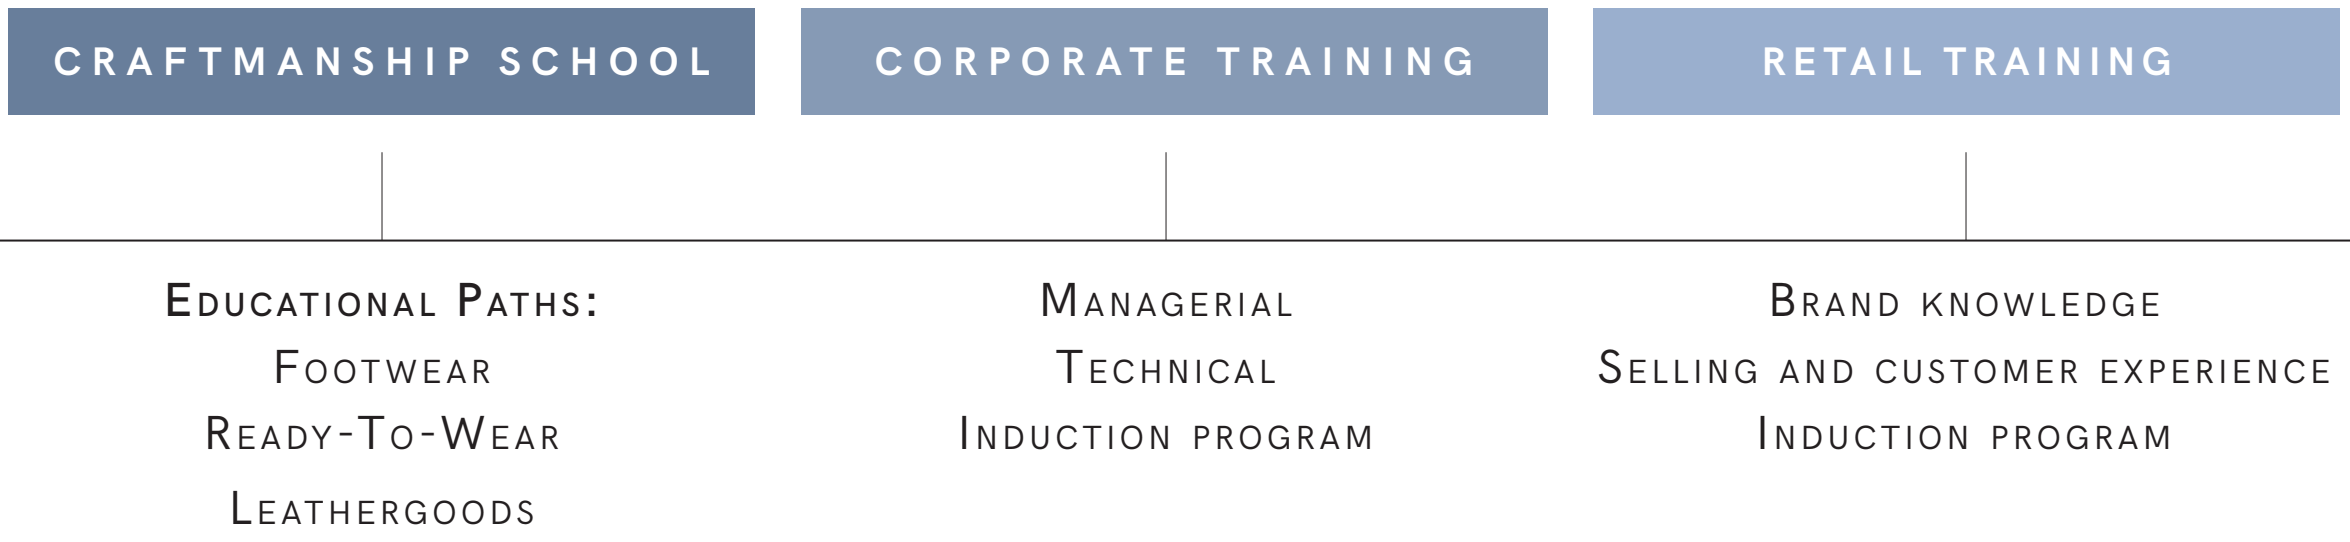 CRAFTMANSHIP SCHOOL
Educational Paths:
Footwear
Ready-To-Wear
Leathergoods
CORPORATE TRAINING
Managerial
Technical
Induction program
RETAIL TRAINING
Brand knowledge
Selling and customer experience
Induction program